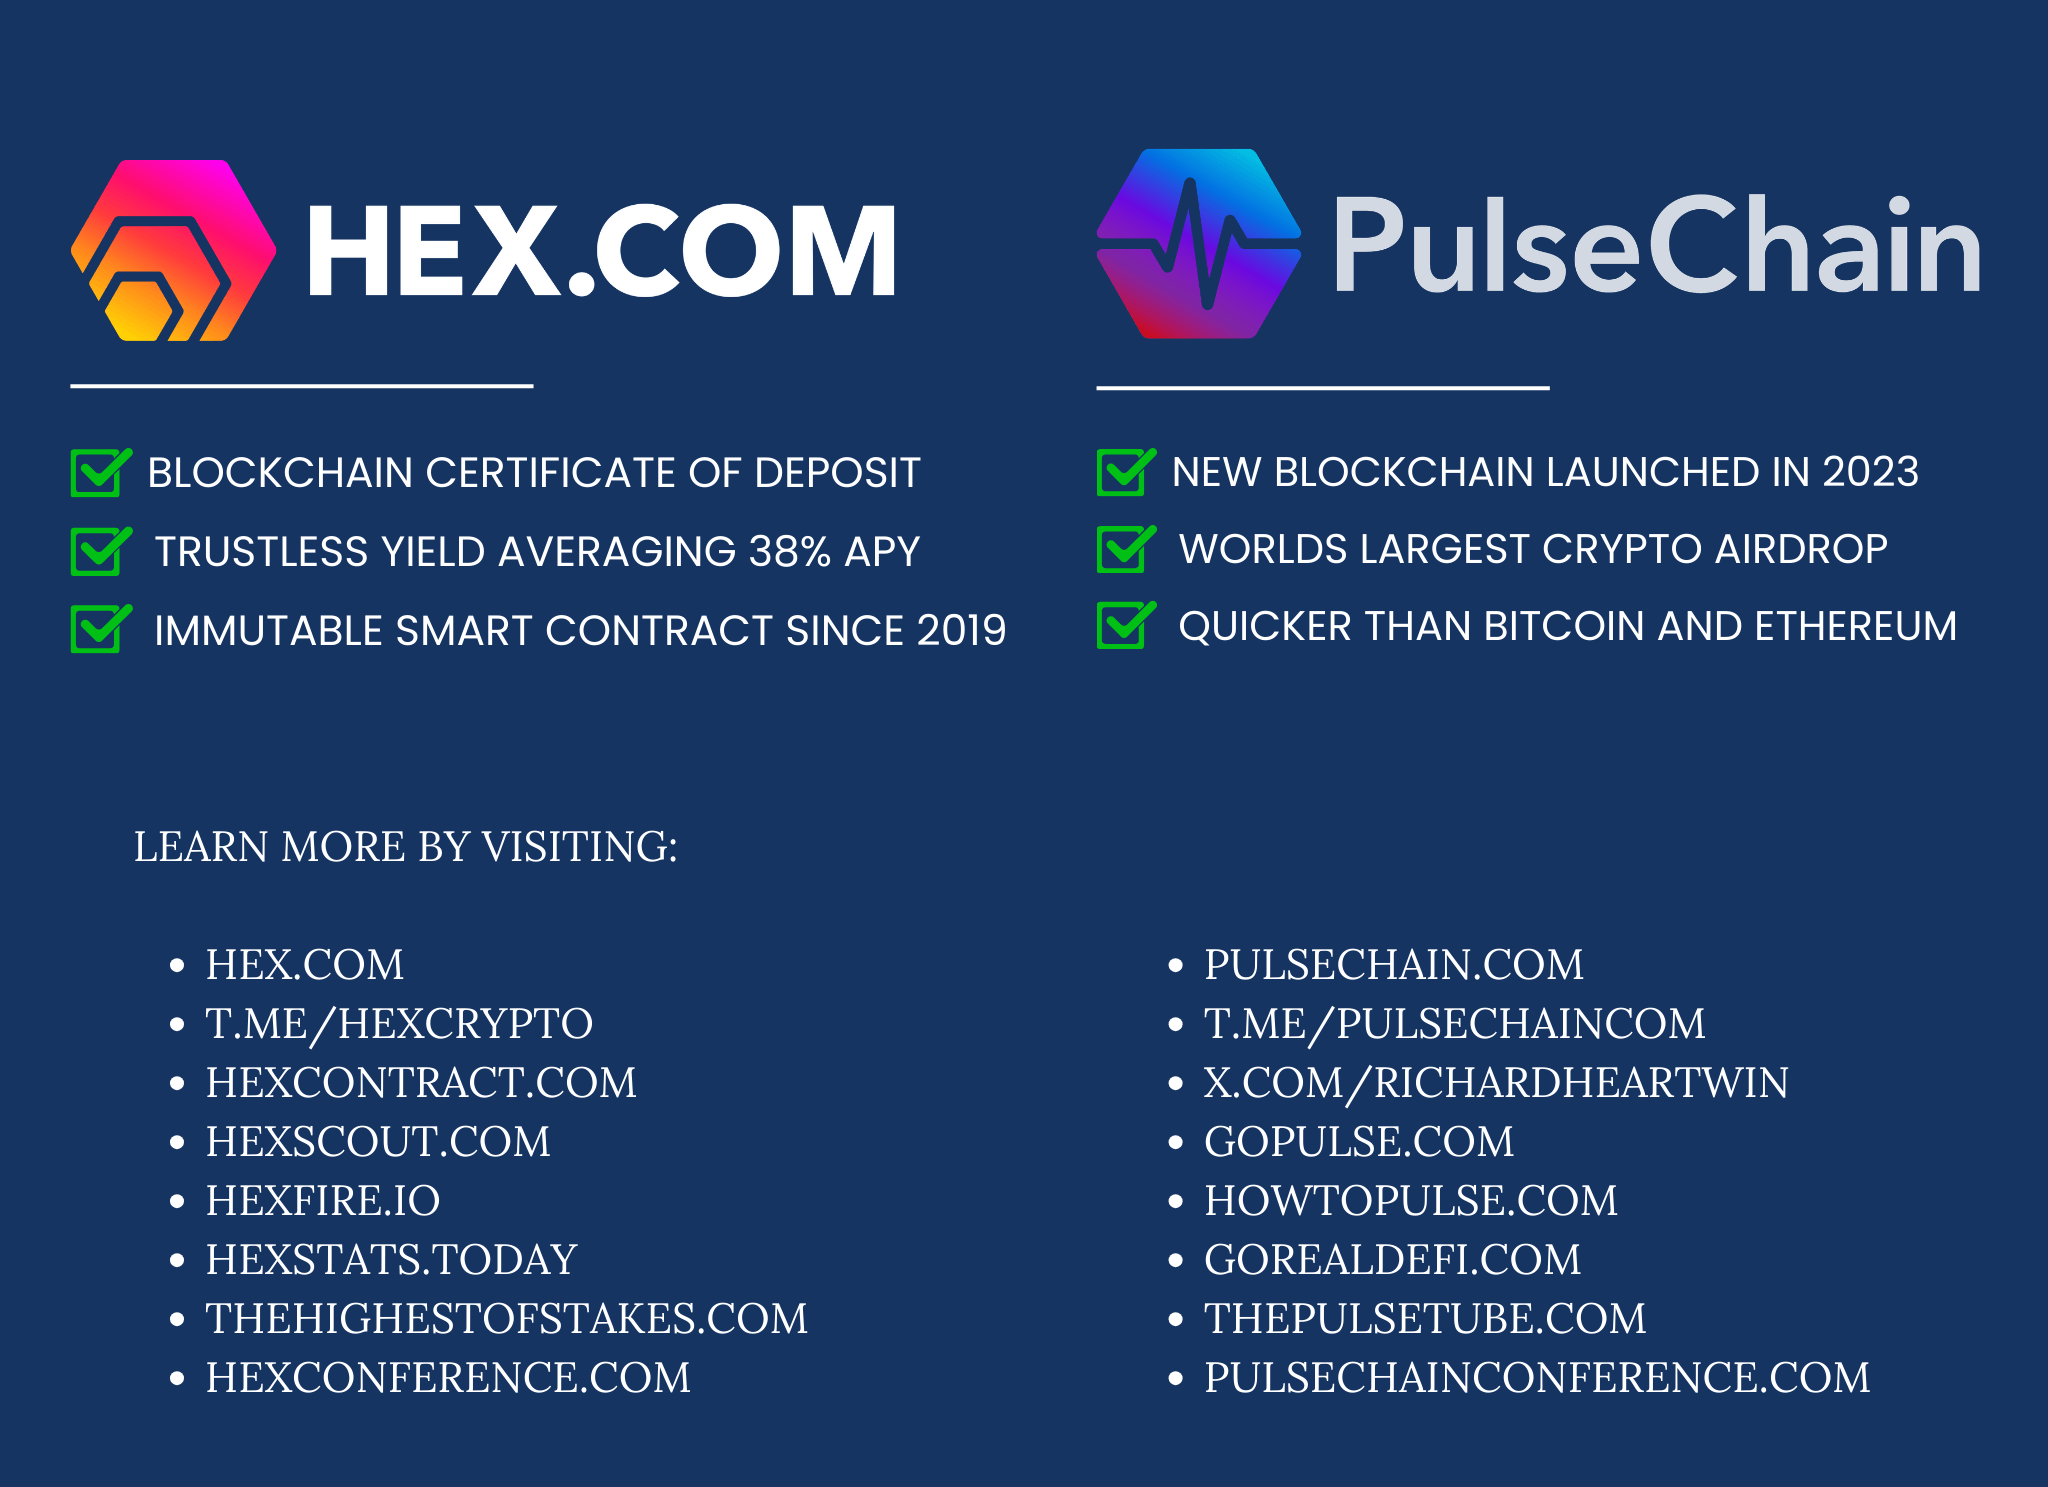 HEX.COM
BLOCKCHAIN CERTIFICATE OF DEPOSIT
TRUSTLESS YIELD AVERAGING 38% APY
IMMUTABLE SMART CONTRACT SINCE 2019
PulseChain
NEW BLOCKCHAIN LAUNCHED IN 2023
WORLDS LARGEST CRYPTO AIRDROP
QUICKER THAN BITCOIN AND ETHEREUM
LEARN MORE BY VISITING:
• HEX.COM
• T.ME/HEXCRYPTO
• HEXCONTRACT.COM
• HEXSCOUT.COM
• HEXFIRE.IO
• HEXSTATS.TODAY
• THEHIGHESTOFSTAKES.COM
• HEXCONFERENCE.COM
• PULSECHAIN.COM
• T.ME/PULSECHAINCOM
• X.COM/RICHARDHEARTWIN
• GOPULSE.COM
• HOWTOPULSE.COM
• GOREALDEFI.COM
• THEPULSETUBE.COM
• PULSECHAINCONFERENCE.COM